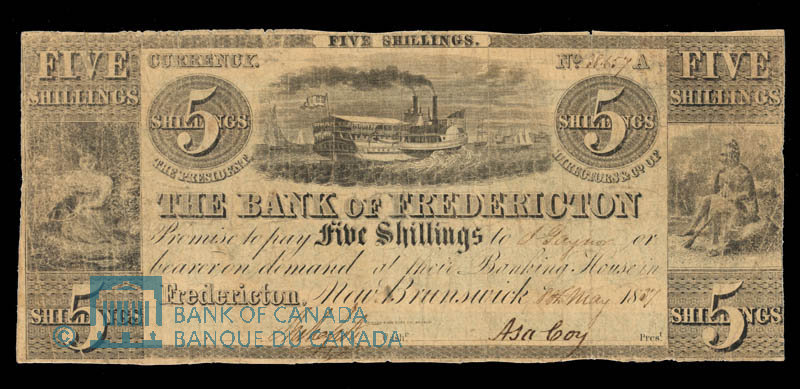 FIVE SHILLINGS.
FIVE SHILLINGS
CURRENCY.
No. A
FIVE SHILLINGS
5 SHILLINGS
5 SHILLINGS
THE PRESIDENT,
DIRECTORS & Co. OF
THE BANK OF FREDERICTON
Promise to pay Five Shillings to Gaynor or
bearer on demand at their Banking House in
Fredericton, New Brunswick May 1837
5 SHILLINGS
Asa Coy Prest.
5 SHILLINGS
© BANK OF CANADA
BANQUE DU CANADA